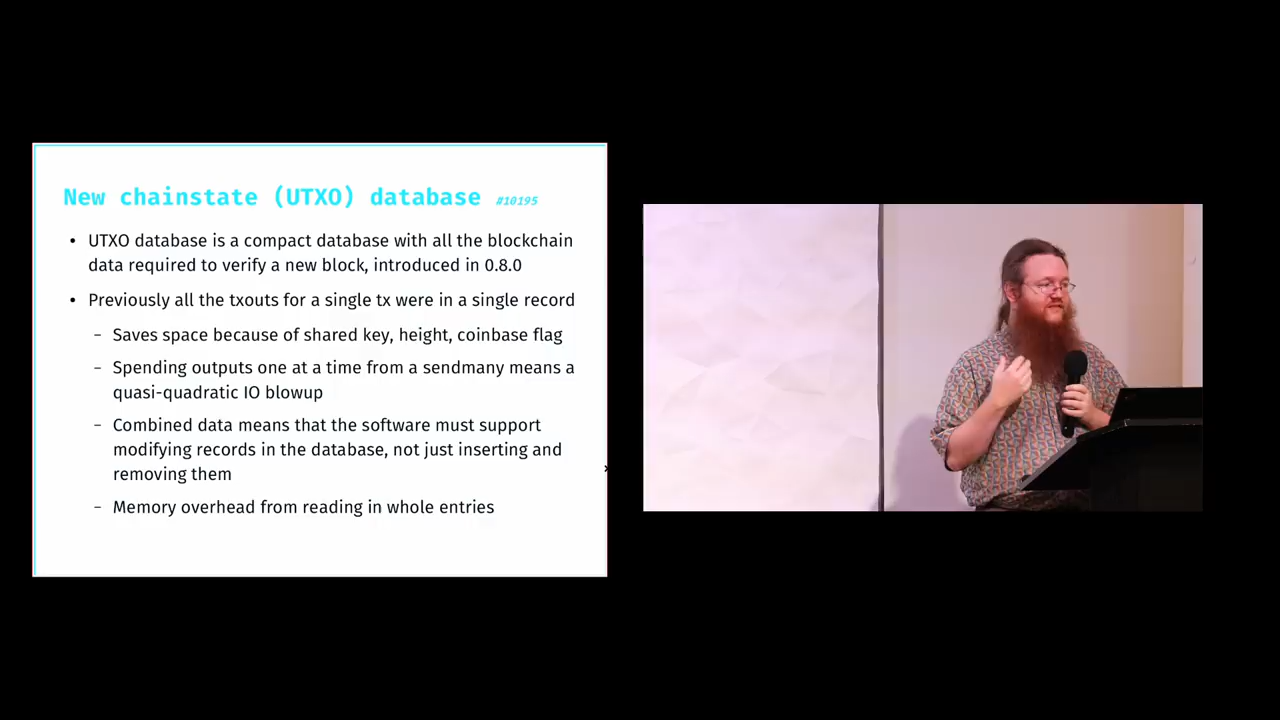 New chainstate (UTXO) database #10195
• UTXO database is a compact database with all the blockchain
data required to verify a new block, introduced in 0.8.0
• Previously all the txouts for a single tx were in a single record
– Saves space because of shared key, height, coinbase flag
– Spending outputs one at a time from a sendmany means a
quasi-quadratic IO blowup
– Combined data means that the software must support
modifying records in the database, not just inserting and
removing them
– Memory overhead from reading in whole entries